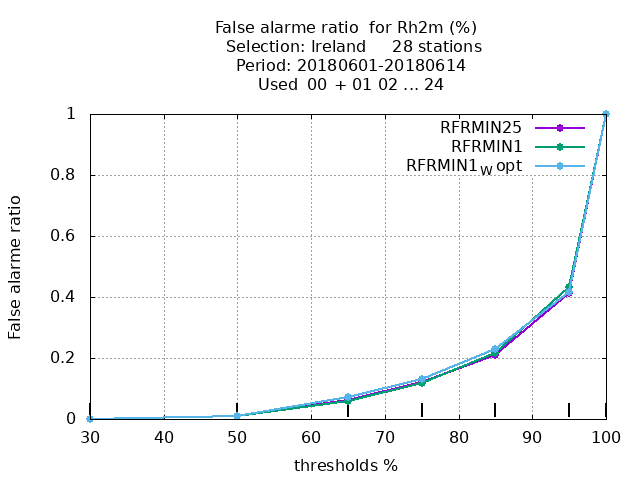 False alarme ratio  for Rh2m (%)
Selection: Ireland     28 stations
Period: 20180601-20180614
Used  00 + 01 02 ... 24
RFRMIN25
RFRMIN1
RFRMIN1W opt
False alarme ratio
1
0.8
0.6
0.4
0.2
0
30 40 50 60 70 80 90 100
thresholds %